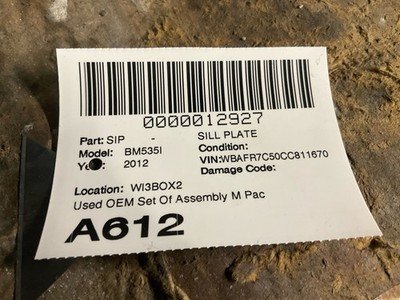 0000012927
Part: SIP - SILL PLATE
Model: BM535I Condition:
2012 VIN:WBAFR7C50CC811670
Damage Code:
Location: WI3BOX2
Used OEM Set Of Assembly M Pac
A612